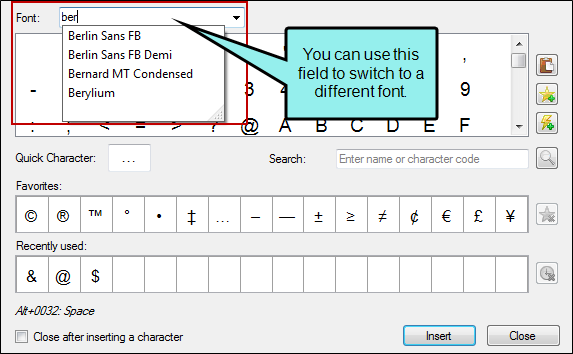 Font: ber
Berlin Sans FB
Berlin Sans FB Demi
Bernard MT Condensed
Berylium
You can use this
field to switch to a
different font.
,
- 3 4 9
: ; < = > ? @ A B C D E F
Quick Character: ... Search: Enter name or character code
Favorites:
© ® ™ ° • ‡ … – — ± ≥ ≠ ¢ € £ ¥
Recently used:
& @ $
Alt+0032: Space
Close after inserting a character Insert Close